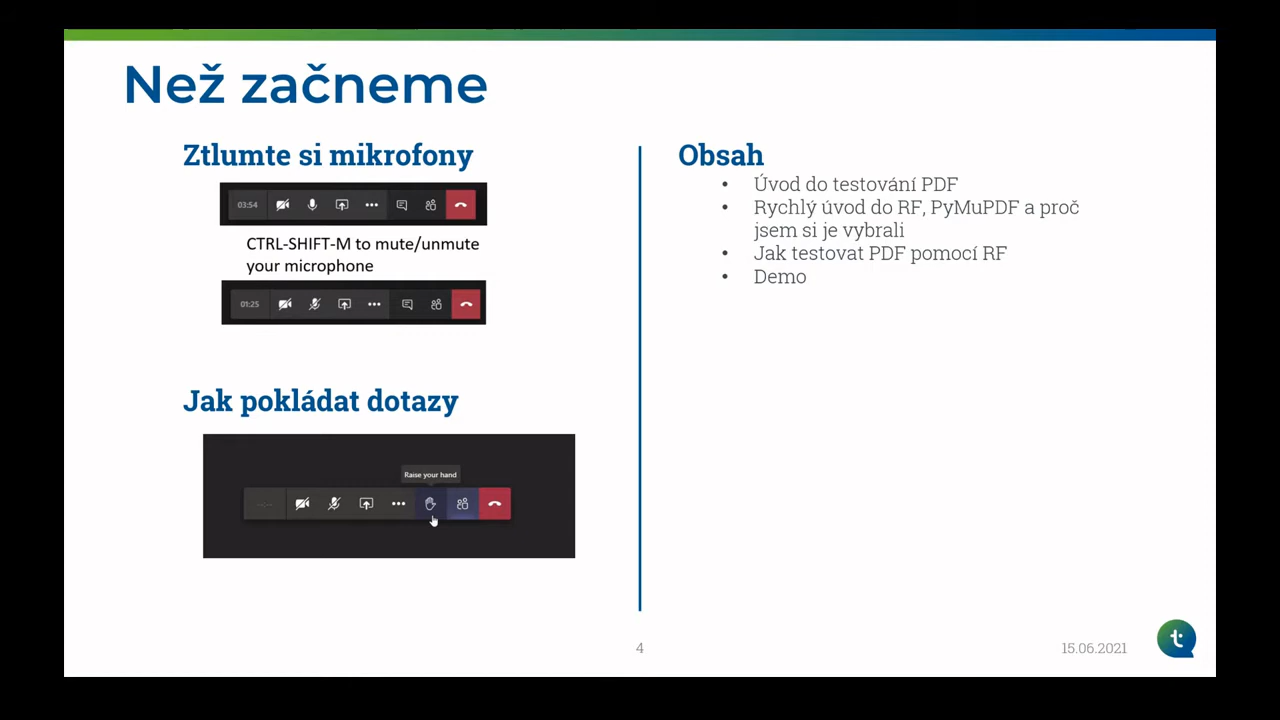 Než začneme
Ztlumte si mikrofony
03:54
CTRL-SHIFT-M to mute/unmute
your microphone
01:25
Jak pokládat dotazy
Raise your hand
--:--
Obsah
• Úvod do testování PDF
• Rychlý úvod do RF, PyMuPDF a proč
jsem si je vybrali
• Jak testovat PDF pomocí RF
• Demo
4
15.06.2021
t